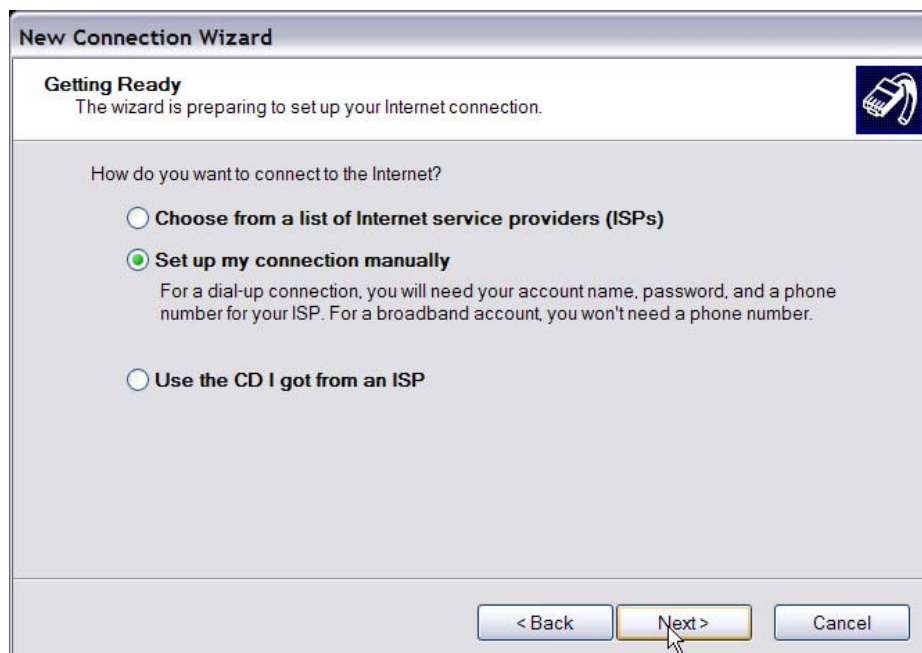 New Connection Wizard
Getting Ready
The wizard is preparing to set up your Internet connection.
How do you want to connect to the Internet?
Choose from a list of Internet service providers (ISPs)
Set up my connection manually
For a dial-up connection, you will need your account name, password, and a phone
number for your ISP. For a broadband account, you won't need a phone number.
Use the CD I got from an ISP
< Back Next > Cancel